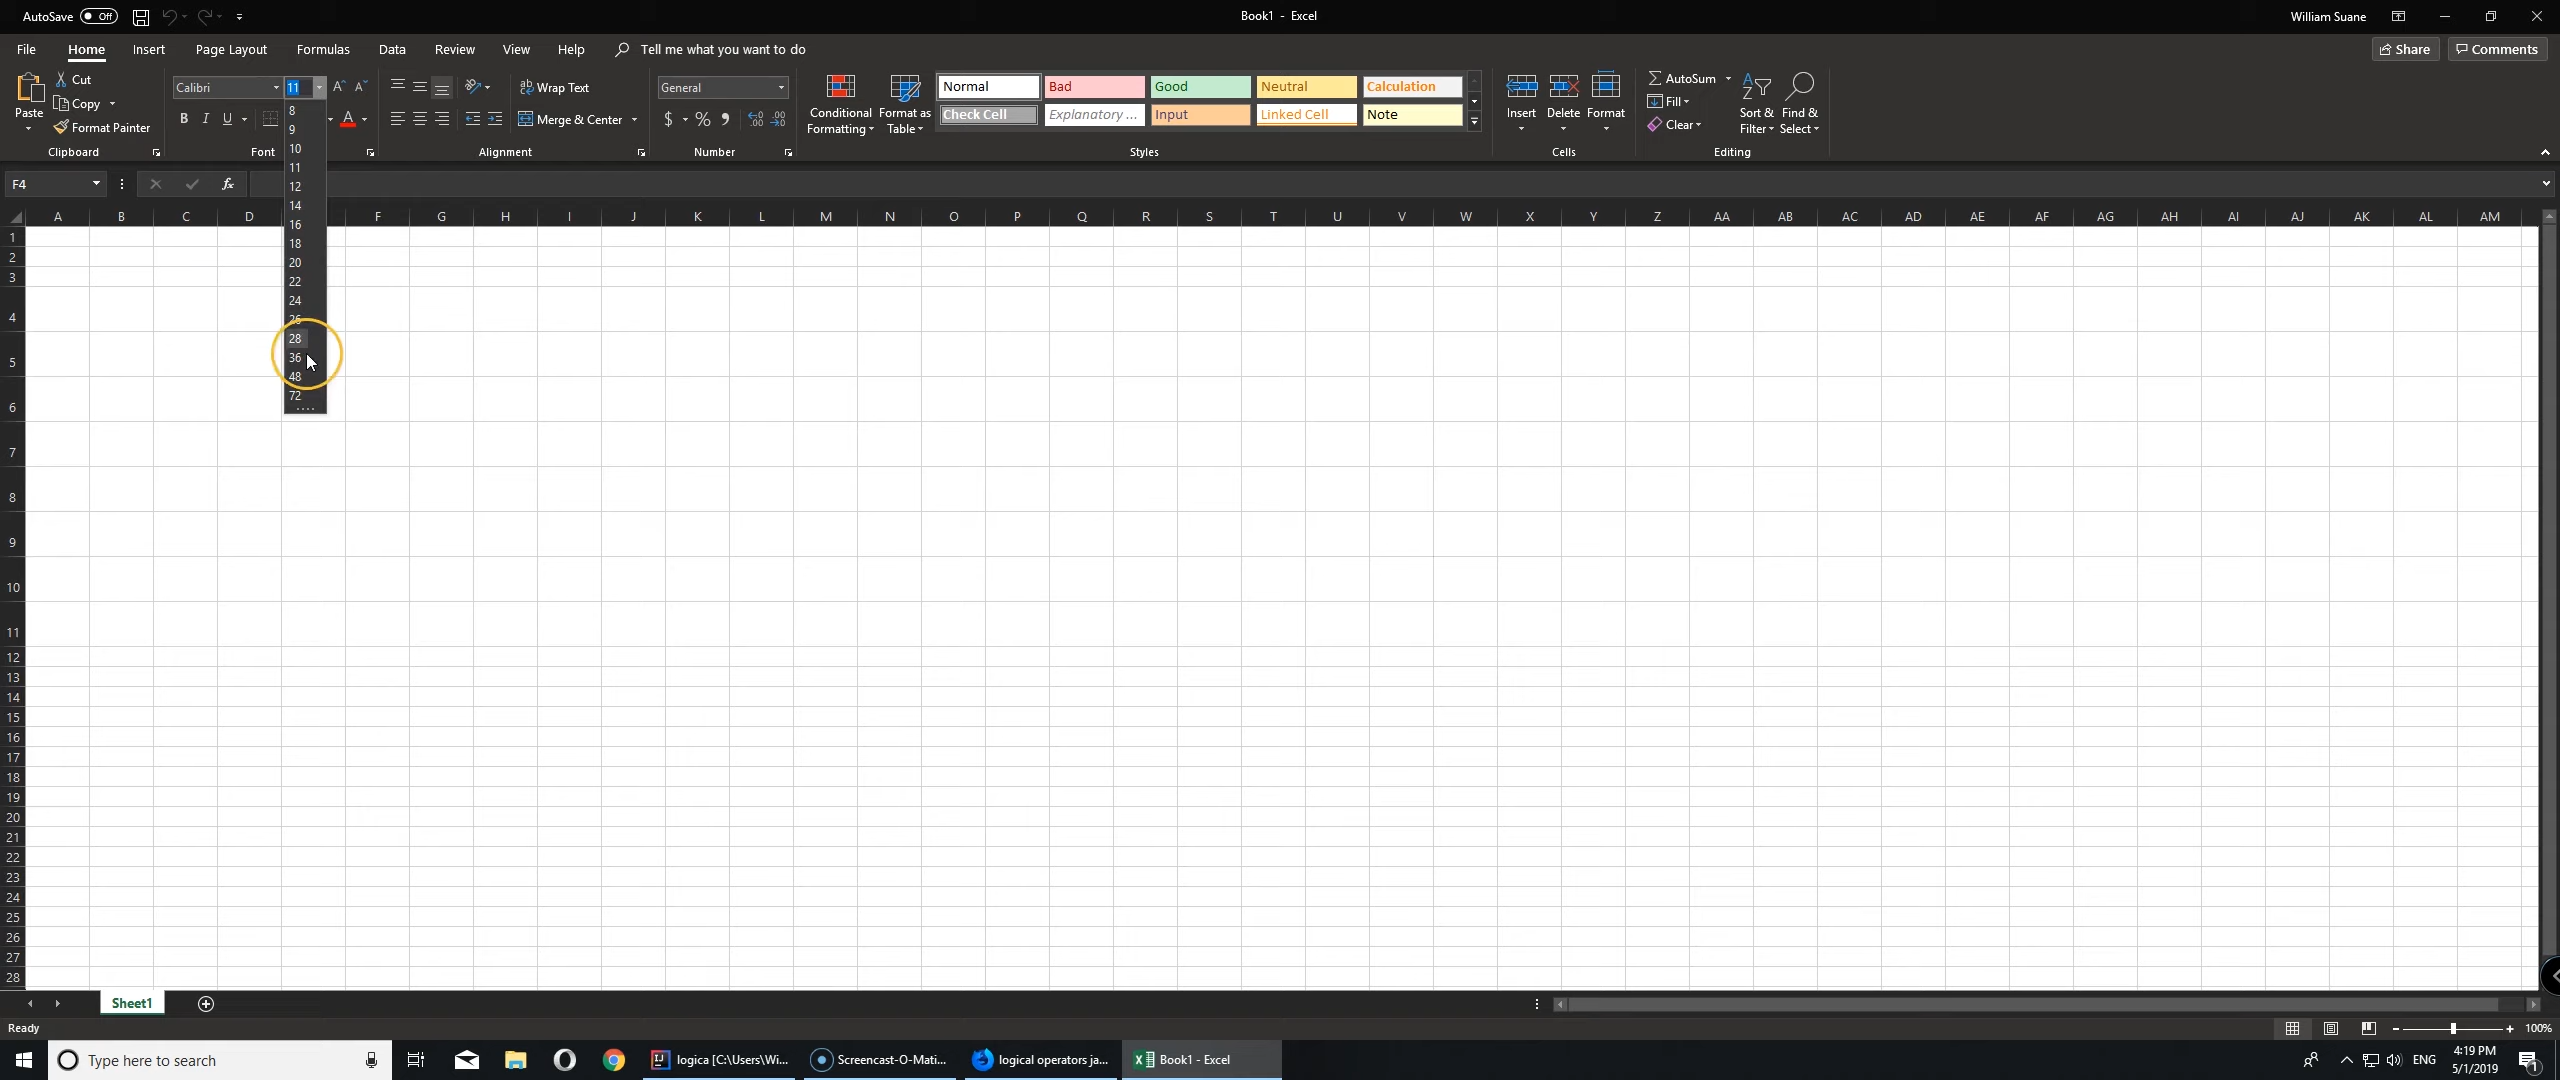 AutoSave Off
Book1 - Excel
William Suane
File Home Insert Page Layout Formulas Data Review View Help Tell me what you want to do
Share Comments
Paste
Cut
Copy
Format Painter
Clipboard
Calibri
11
B I U A
Font
8
9
10
11
12
14
16
18
20
22
24
26
28
36
48
72
Wrap Text
Merge & Center
Alignment
General
$ % ,
Number
Conditional Formatting
Format as Table
Normal Bad Good Neutral Calculation
Check Cell Explanatory ... Input Linked Cell Note
Styles
Insert Delete Format
Cells
AutoSum
Fill
Clear
Sort & Filter
Find & Select
Editing
F4
fx
A B C D F G H I J K L M N O P Q R S T U V W X Y Z AA AB AC AD AE AF AG AH AI AJ AK AL AM
1
2
3
4
5
6
7
8
9
10
11
12
13
14
15
16
17
18
19
20
21
22
23
24
25
26
27
28
Sheet1
Ready
100%
Type here to search
logica [C:\Users\Wi...
Screencast-O-Mati...
logical operators ja...
Book1 - Excel
ENG
4:19 PM
5/1/2019